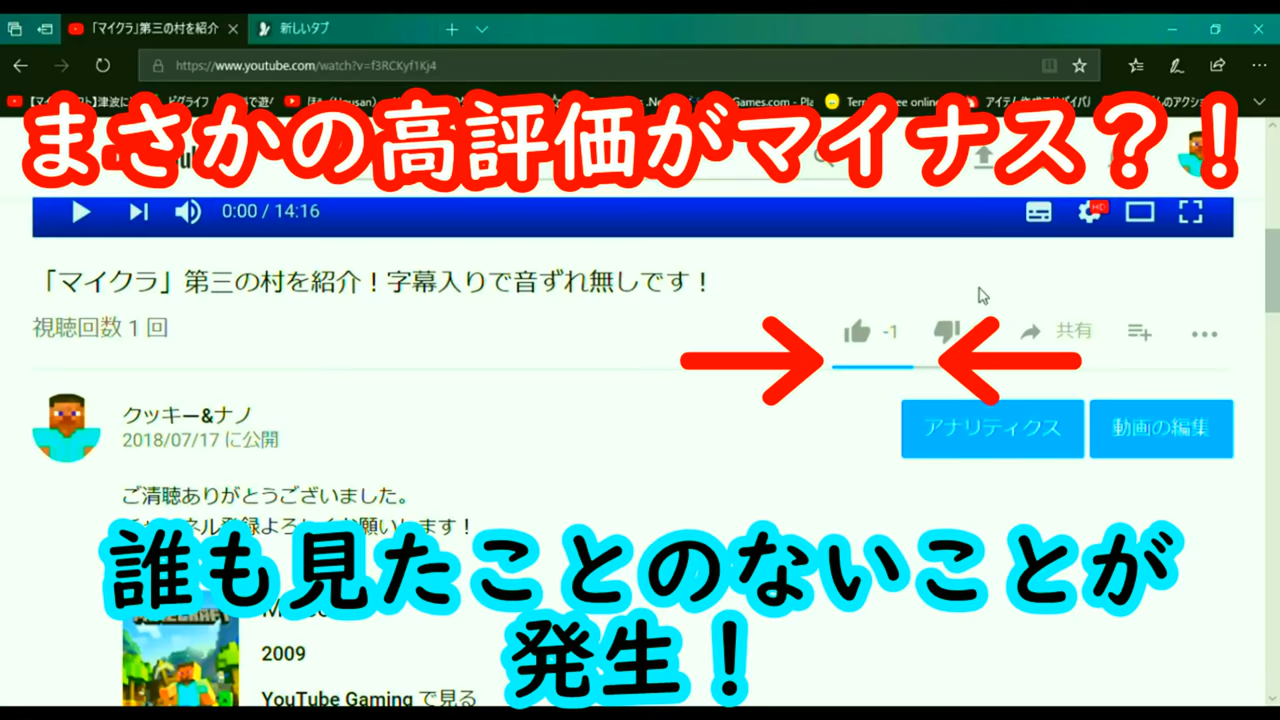 「マイクラ」第三の村を紹介
新しいタブ
https://www.youtube.com/watch?v=f3RCKyf1Kj4
まさかの高評価がマイナス？！
0:00 / 14:16
HD
「マイクラ」第三の村を紹介！字幕入りで音ずれ無しです！
視聴回数 1 回
-1
共有
クッキー&ナノ
2018/07/17 に公開
アナリティクス
動画の編集
ご清聴ありがとうございました。
誰も見たことのないことが
発生！
2009
YouTube Gaming で見る